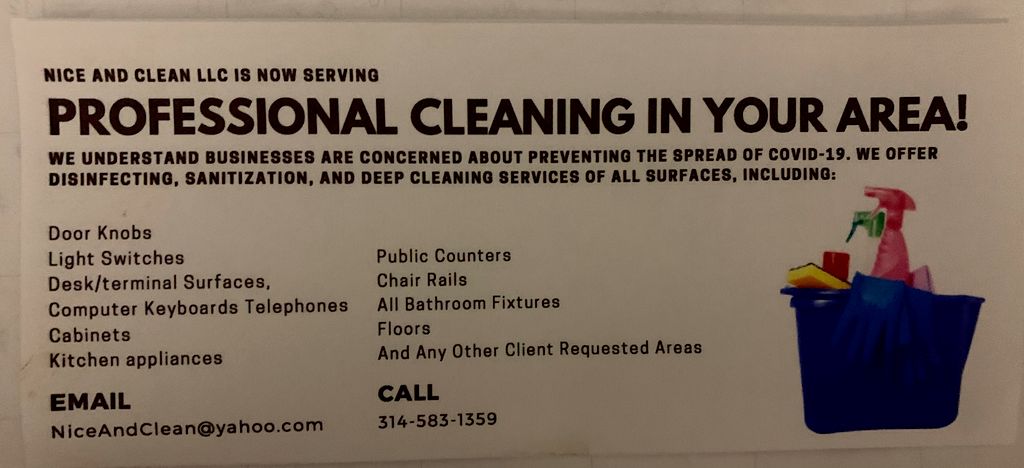 NICE AND CLEAN LLC IS NOW SERVING
PROFESSIONAL CLEANING IN YOUR AREA!
WE UNDERSTAND BUSINESSES ARE CONCERNED ABOUT PREVENTING THE SPREAD OF COVID-19. WE OFFER
DISINFECTING, SANITIZATION, AND DEEP CLEANING SERVICES OF ALL SURFACES, INCLUDING:
Door Knobs
Light Switches
Desk/terminal Surfaces,
Computer Keyboards Telephones
Cabinets
Kitchen appliances
Public Counters
Chair Rails
All Bathroom Fixtures
Floors
And Any Other Client Requested Areas
EMAIL
NiceAndClean@yahoo.com
CALL
314-583-1359